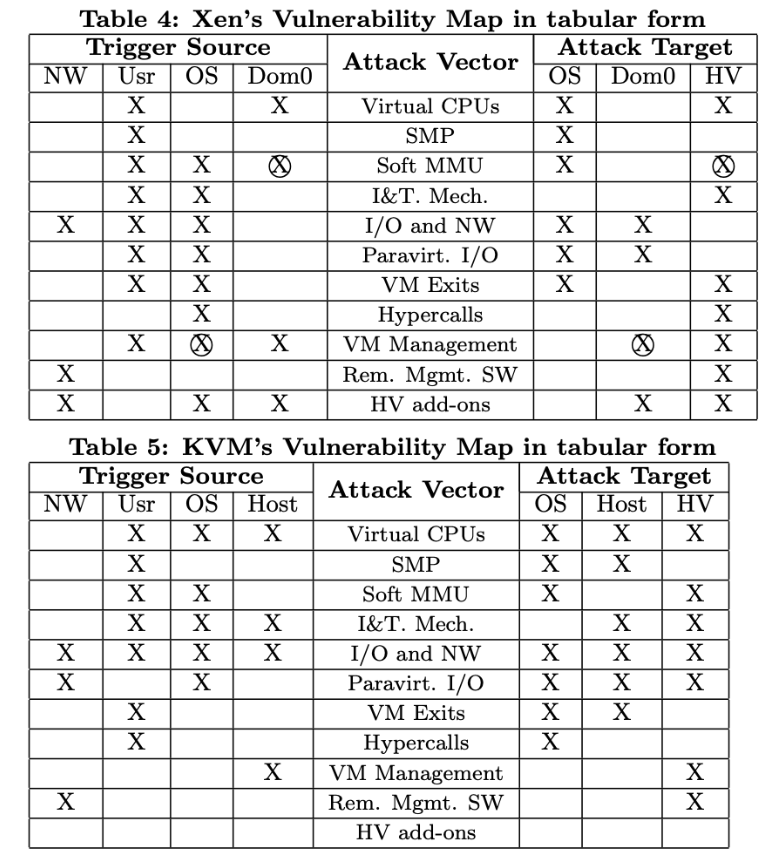 Table 4: Xen's Vulnerability Map in tabular form
Trigger Source Attack Vector Attack Target
NW Usr OS Dom0 OS Dom0 HV
X X Virtual CPUs X X
X SMP X
X X Ⓧ Soft MMU X Ⓧ
X X I&T. Mech. X
X X X I/O and NW X X
X X Paravirt. I/O X X
X X VM Exits X X
X Hypercalls X
X Ⓧ X VM Management Ⓧ X
X Rem. Mgmt. SW X
X X X HV add-ons X X
Table 5: KVM's Vulnerability Map in tabular form
Trigger Source Attack Vector Attack Target
NW Usr OS Host OS Host HV
X X X Virtual CPUs X X X
X SMP X X
X X Soft MMU X X
X X X I&T. Mech. X X
X X X X I/O and NW X X X
X X Paravirt. I/O X X X
X VM Exits X X
X Hypercalls X
X VM Management X
X Rem. Mgmt. SW X
HV add-ons